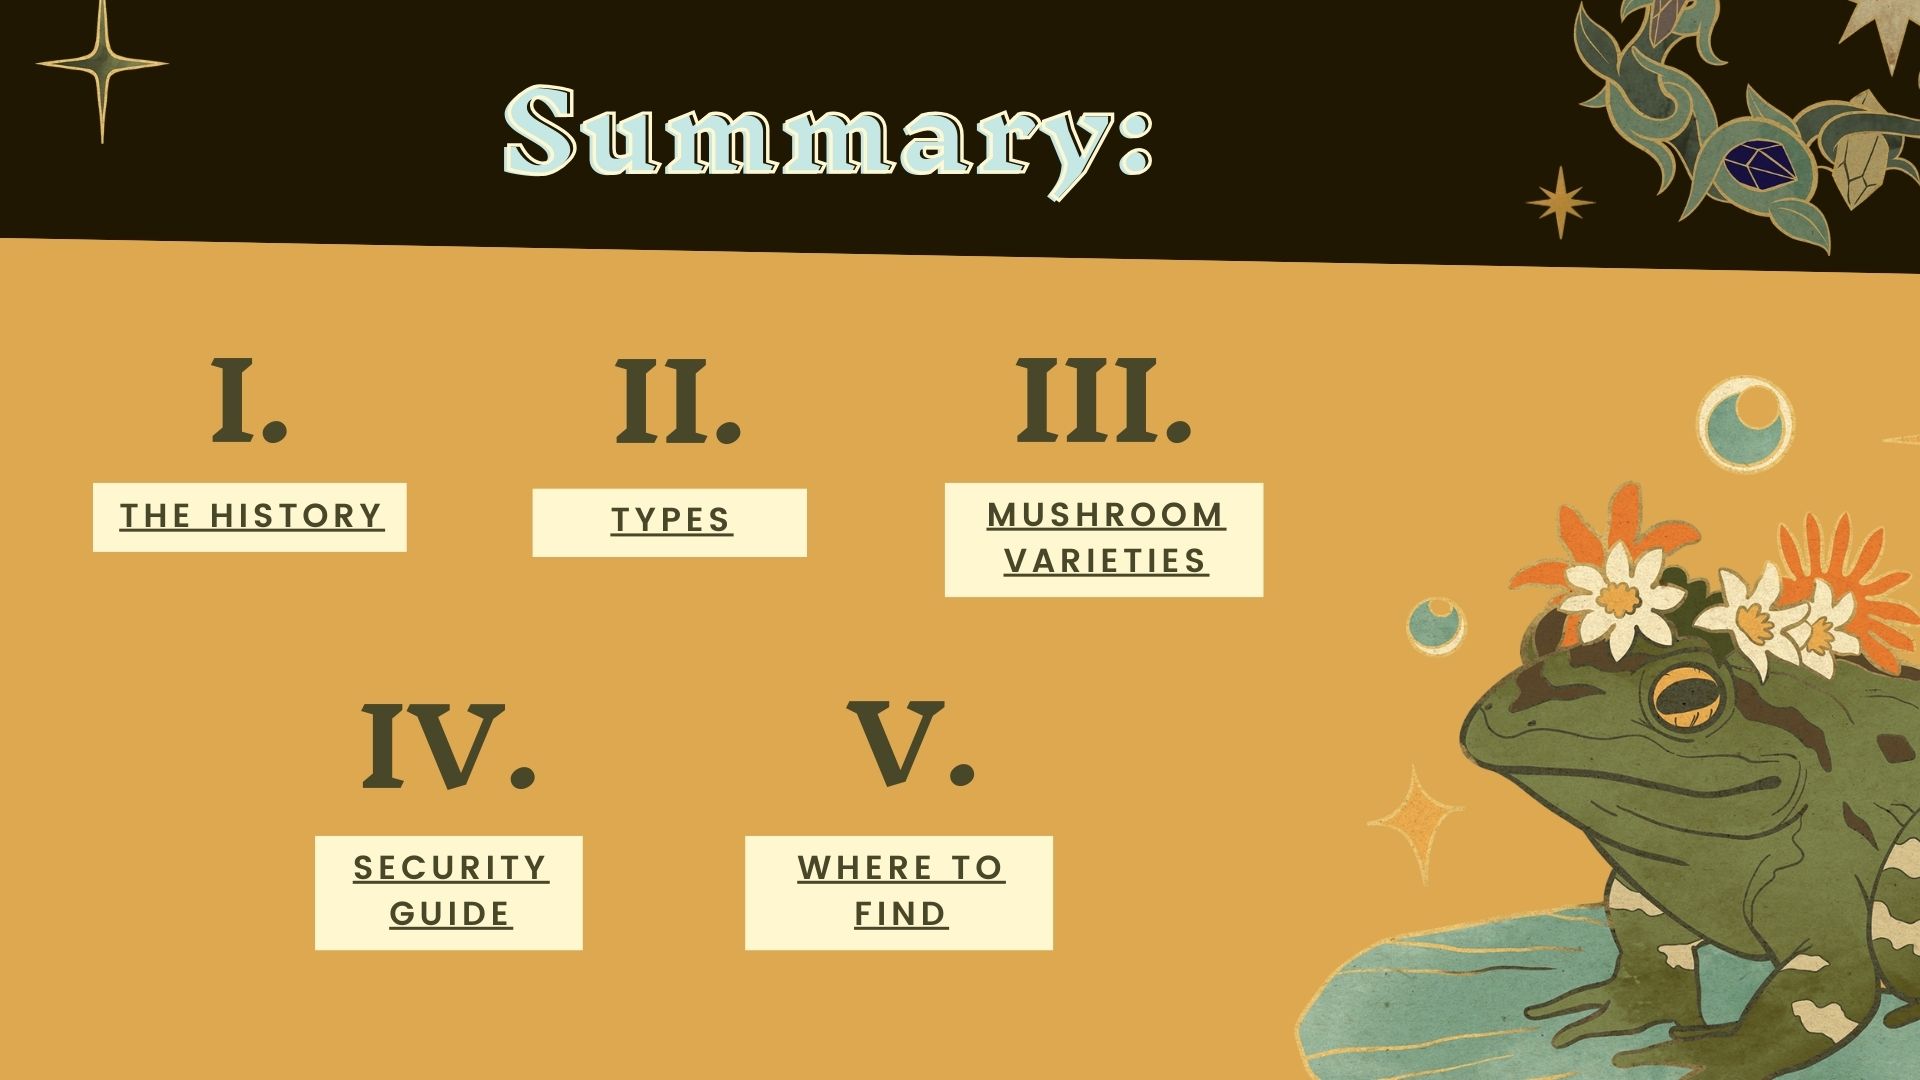 Summary:
I.
THE HISTORY
II.
TYPES
III.
MUSHROOM
VARIETIES
IV.
SECURITY
GUIDE
V.
WHERE TO
FIND